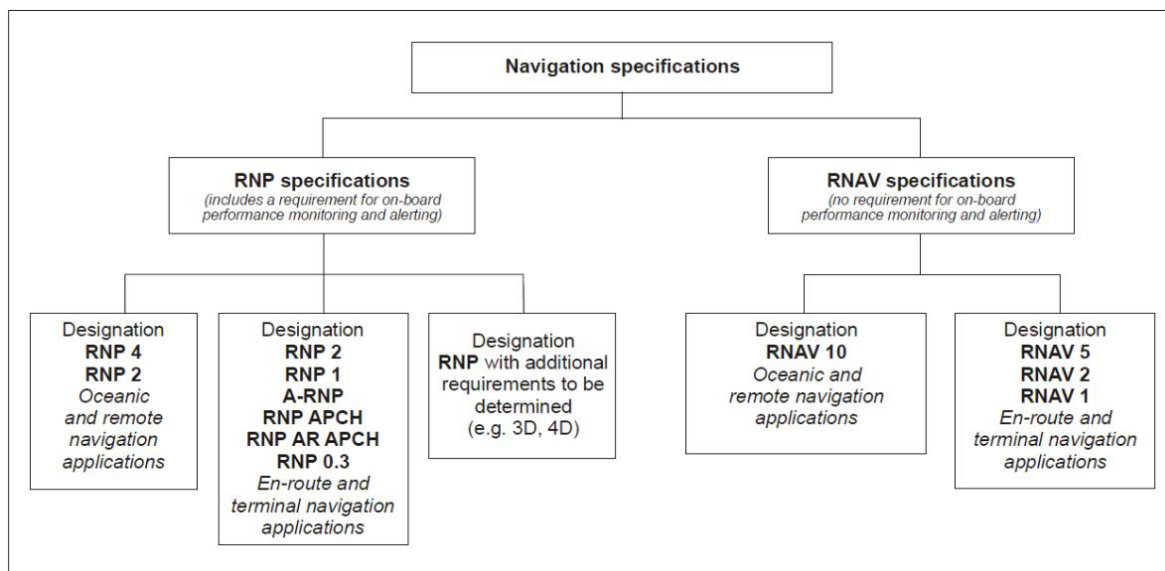 Navigation specifications
RNP specifications
(includes a requirement for on-board
performance monitoring and alerting)
RNAV specifications
(no requirement for on-board
performance monitoring and alerting)
Designation
RNP 4
RNP 2
Oceanic
and remote
navigation
applications
Designation
RNP 2
RNP 1
A-RNP
RNP APCH
RNP AR APCH
RNP 0.3
En-route and
terminal navigation
applications
Designation
RNP with additional
requirements to be
determined
(e.g. 3D, 4D)
Designation
RNAV 10
Oceanic and
remote navigation
applications
Designation
RNAV 5
RNAV 2
RNAV 1
En-route and
terminal navigation
applications